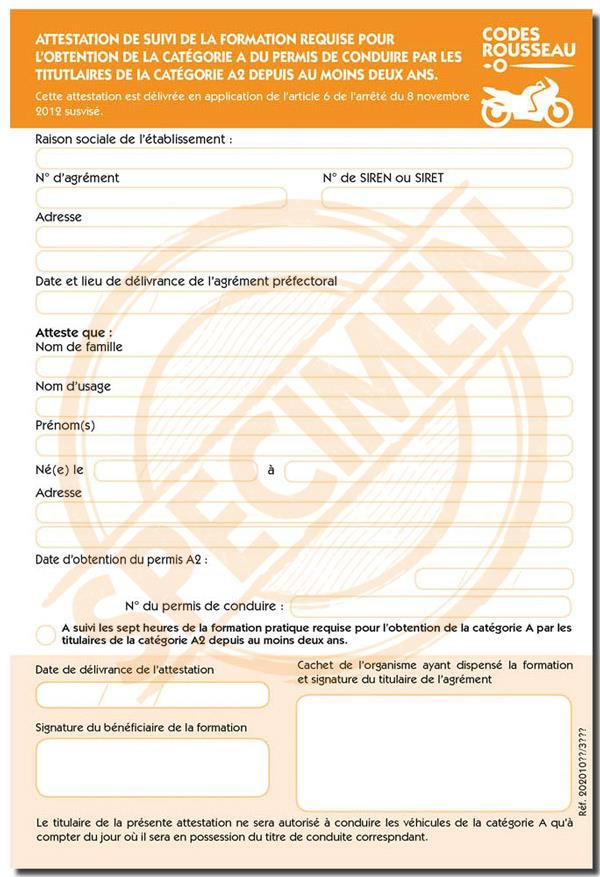 ATTESTATION DE SUIVI DE LA FORMATION REQUISE POUR
L'OBTENTION DE LA CATÉGORIE A DU PERMIS DE CONDUIRE PAR LES
TITUTLAIRES DE lA CATÉGORIE A2 DEPUIS AU MOINS DEUX ANS.
CODES
ROUSSEAU
Cette attestation est délivrée en application de l'article 6 de l'arrêté du 8 novembre
2012 susvisé.
Raison sociale de l'établissement :
N° d'agrément
N° de SIREN ou SIRET
Adresse
Date et lieu de délivrance de l'agrément préfectoral
Atteste que :
Nom de famille
Nom d'usage
Prénom(s)
Né(e) le
à
Adresse
Date d'obtention du permis A2 :
N° du permis de conduire :
A suivi les sept heures de la formation pratique requise pour l'obtention de la catégorie A par les
titulaires de la catégorie A2 depuis au moins deux ans.
SPECIMEN
Date de délivrance de l'attestation
Cachet de l'organisme ayant dispensé la formation
et signature du titulaire de l'agrément
/ /
Signature du bénéficiaire de la formation
Réf. 202010??/3???
Le titulaire de la présente attestation ne sera autorisé à conduire les véhicules de la catégorie A qu'à
compter du jour où il sera en possession du titre de conduite correspndant.